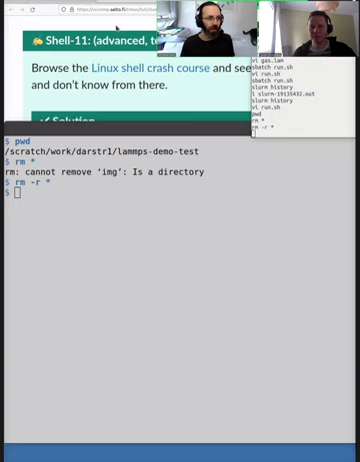 https://scicomp.aalto.fi/triton/tut/
Shell-11: (advanced, to
Browse the Linux shell crash course and see
and don't know from there.
Solution
vi gas.lam
sbatch run.sh
vi run.sh
sbatch run.sh
slurm history
l slurm-19135432.out
slurm history
vi run.sh
pwd
rm *
rm -r *
$ pwd
/scratch/work/darstr1/lammps-demo-test
$ rm *
rm: cannot remove ‘img’: Is a directory
$ rm -r *
$